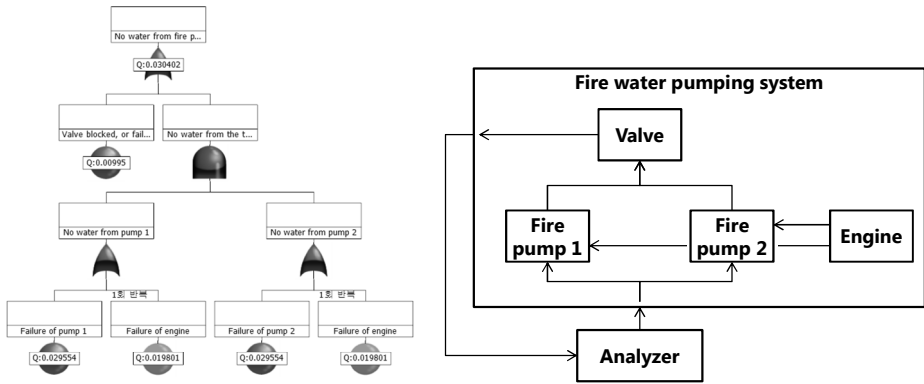 No water from fire p...
Q:0.030402
Valve blocked, or fail...
No water from the t...
Q:0.00995
No water from pump 1
No water from pump 2
1회 반복
1회 반복
Failure of pump 1
Failure of engine
Failure of pump 2
Failure of engine
Q:0.029554
Q:0.019801
Q:0.029554
Q:0.019801
Fire water pumping system
Valve
Fire
pump 1
Fire
pump 2
Engine
Analyzer